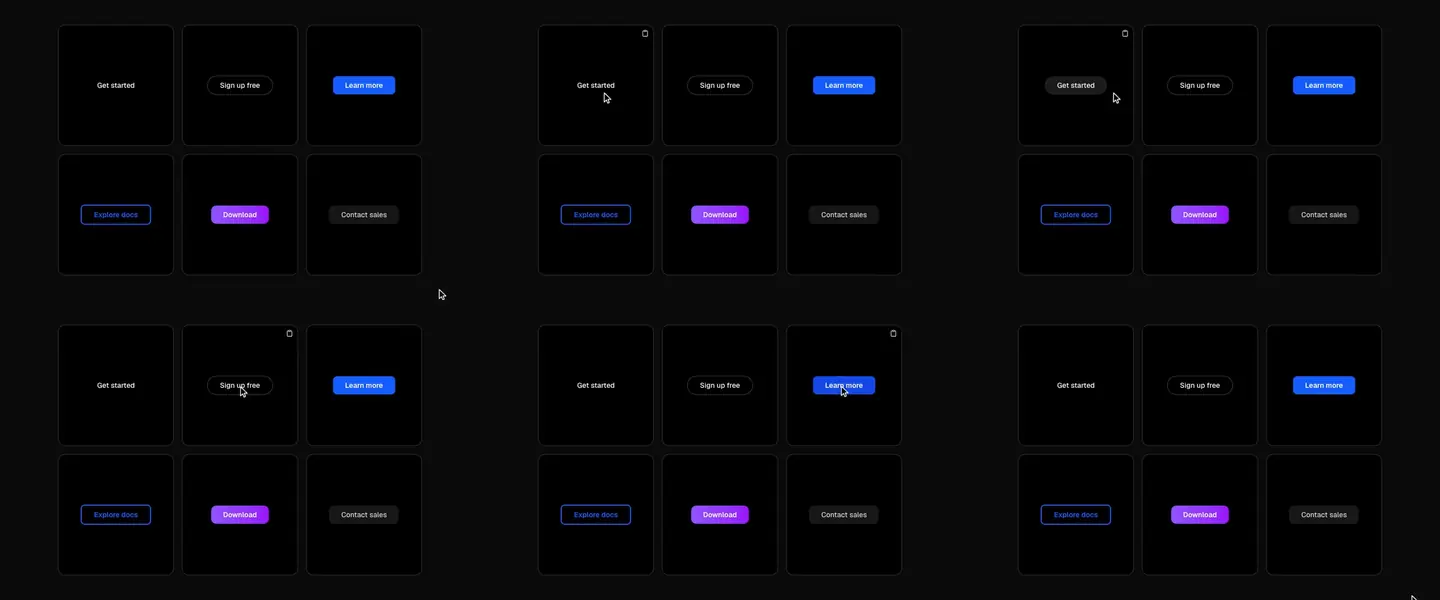 Get started
Sign up free
Learn more
Get started
Sign up free
Learn more
Get started
Sign up free
Learn more
Explore docs
Download
Contact sales
Explore docs
Download
Contact sales
Explore docs
Download
Contact sales
Get started
Sign up free
Learn more
Get started
Sign up free
Learn more
Get started
Sign up free
Learn more
Explore docs
Download
Contact sales
Explore docs
Download
Contact sales
Explore docs
Download
Contact sales